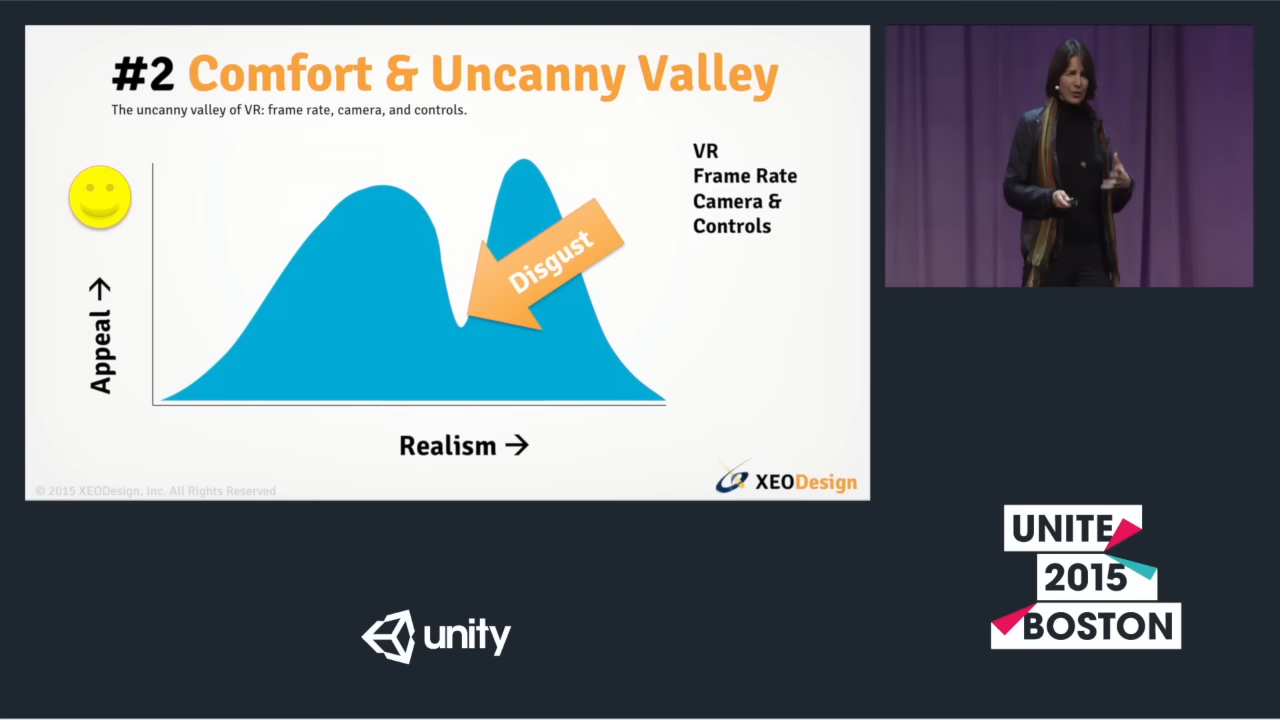 #2 Comfort & Uncanny Valley
The uncanny valley of VR: frame rate, camera, and controls.
VR
Frame Rate
Camera &
Controls
Disgust
Appeal →
Realism →
© 2015 XEODesign, Inc. All Rights Reserved
XEODesign
UNITE
2015
BOSTON
unity